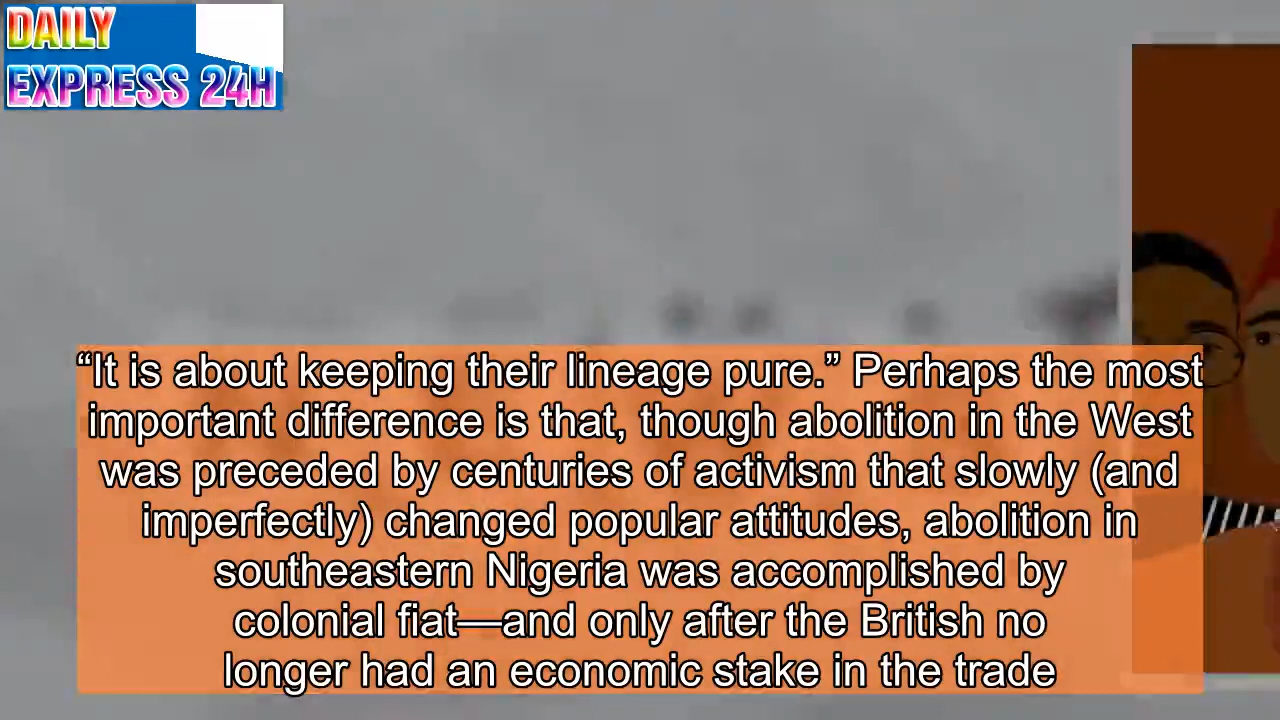 DAILY
EXPRESS 24H
“It is about keeping their lineage pure.” Perhaps the most
important difference is that, though abolition in the West
was preceded by centuries of activism that slowly (and
imperfectly) changed popular attitudes, abolition in
southeastern Nigeria was accomplished by
colonial fiat—and only after the British no
longer had an economic stake in the trade